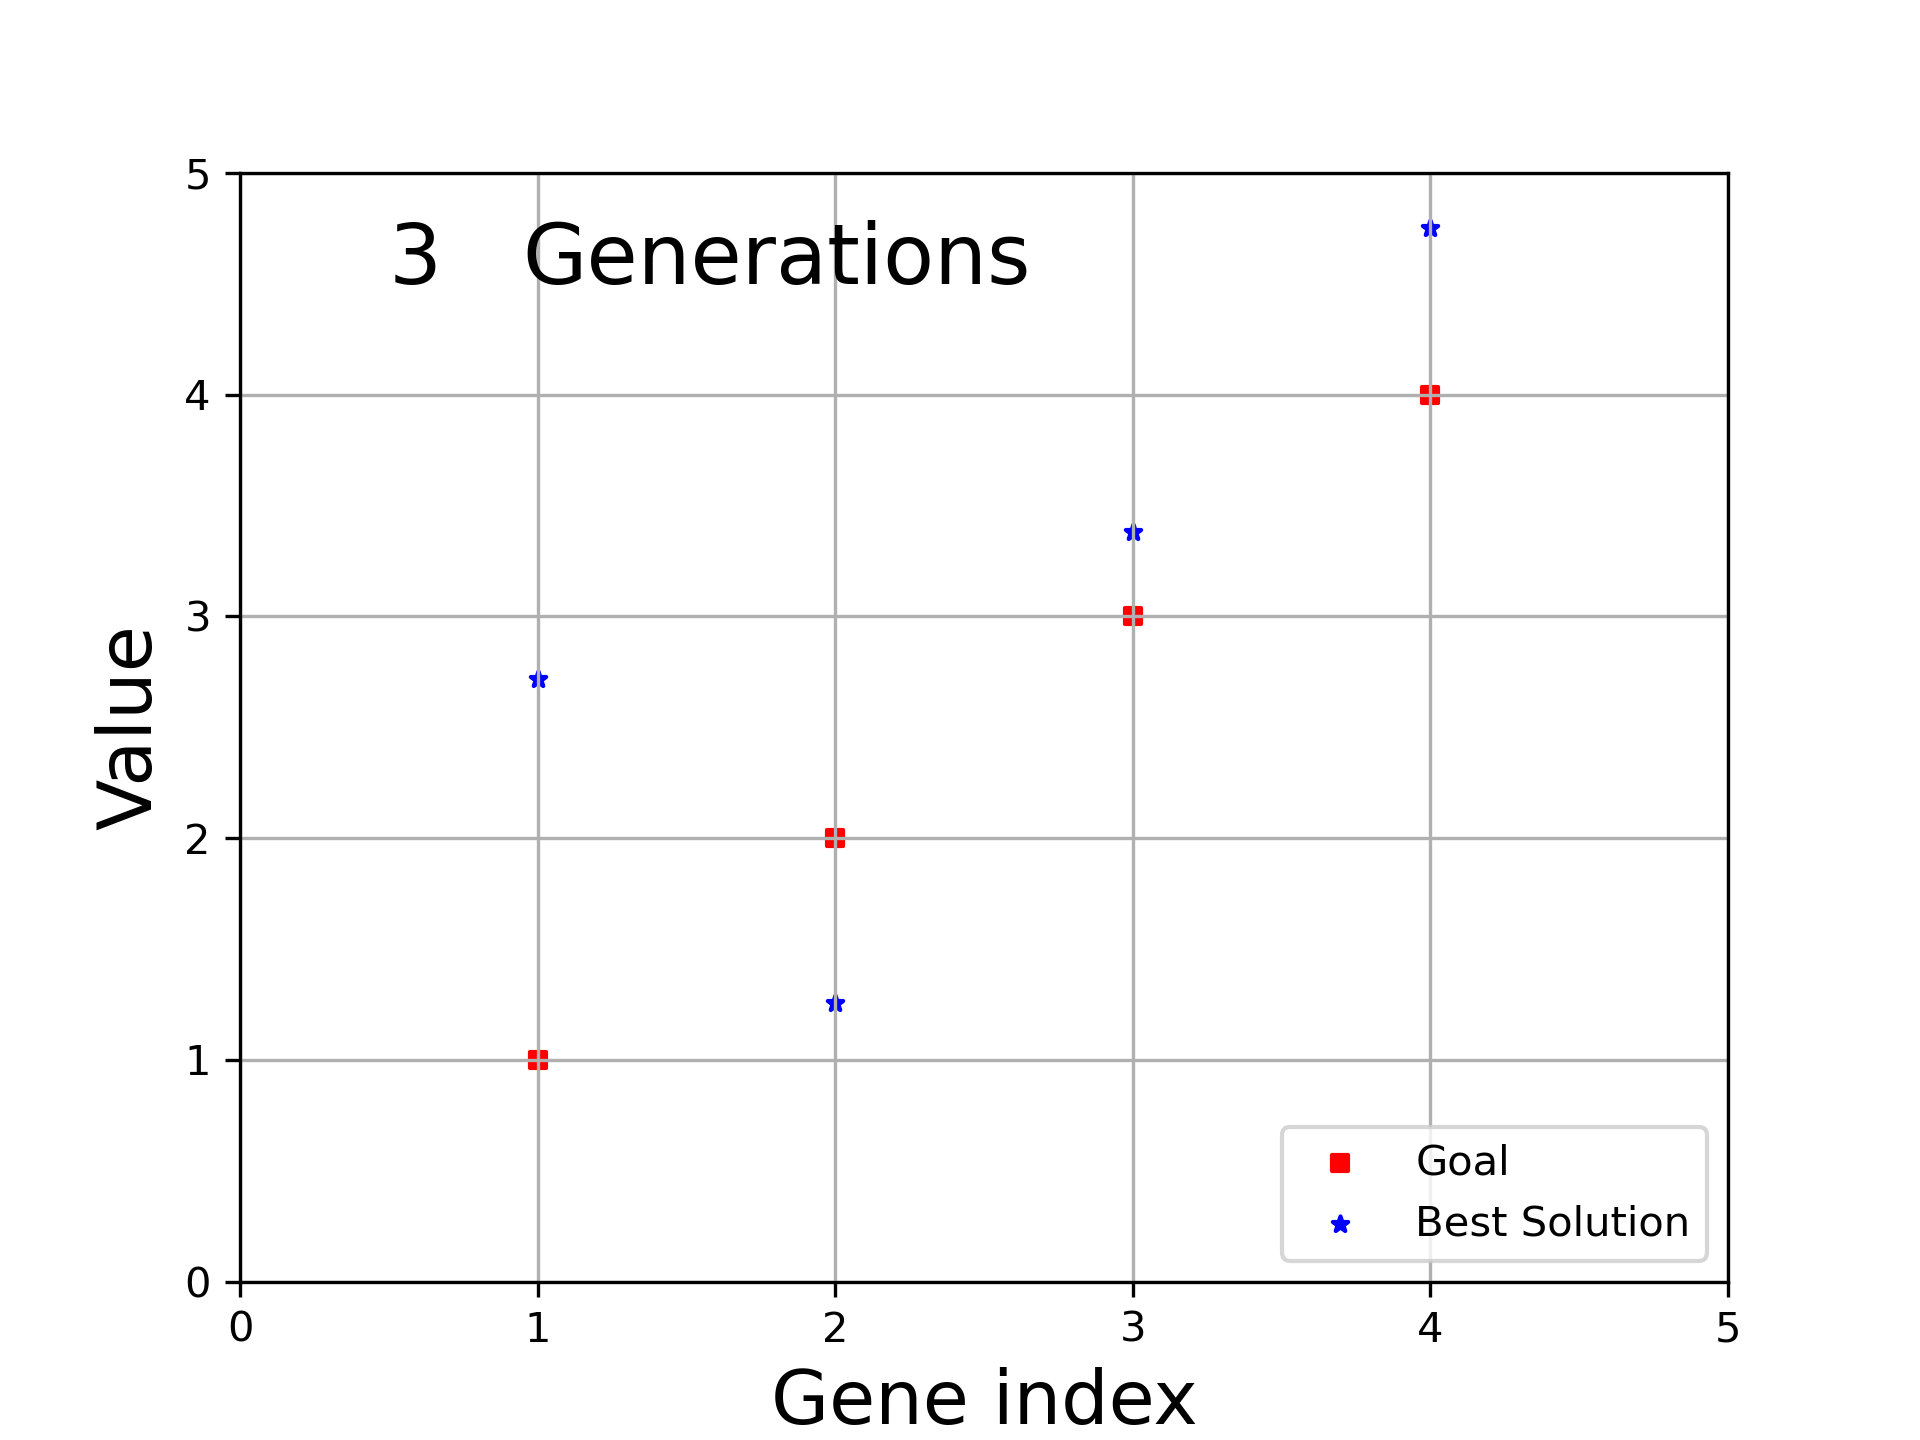 3 Generations
5
4
3
2
1
0
Value
0 1 2 3 4 5
Gene index
Goal
Best Solution